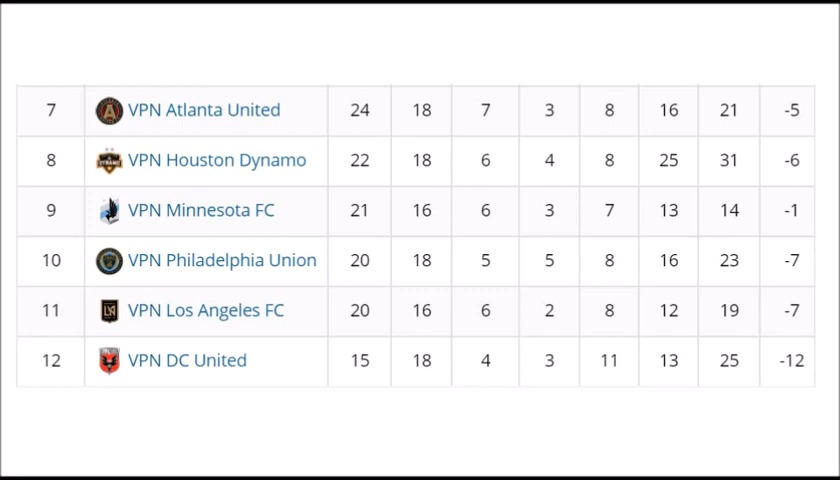 7 VPN Atlanta United 24 18 7 3 8 16 21 -5
8 VPN Houston Dynamo 22 18 6 4 8 25 31 -6
9 VPN Minnesota FC 21 16 6 3 7 13 14 -1
10 VPN Philadelphia Union 20 18 5 5 8 16 23 -7
11 VPN Los Angeles FC 20 16 6 2 8 12 19 -7
12 VPN DC United 15 18 4 3 11 13 25 -12